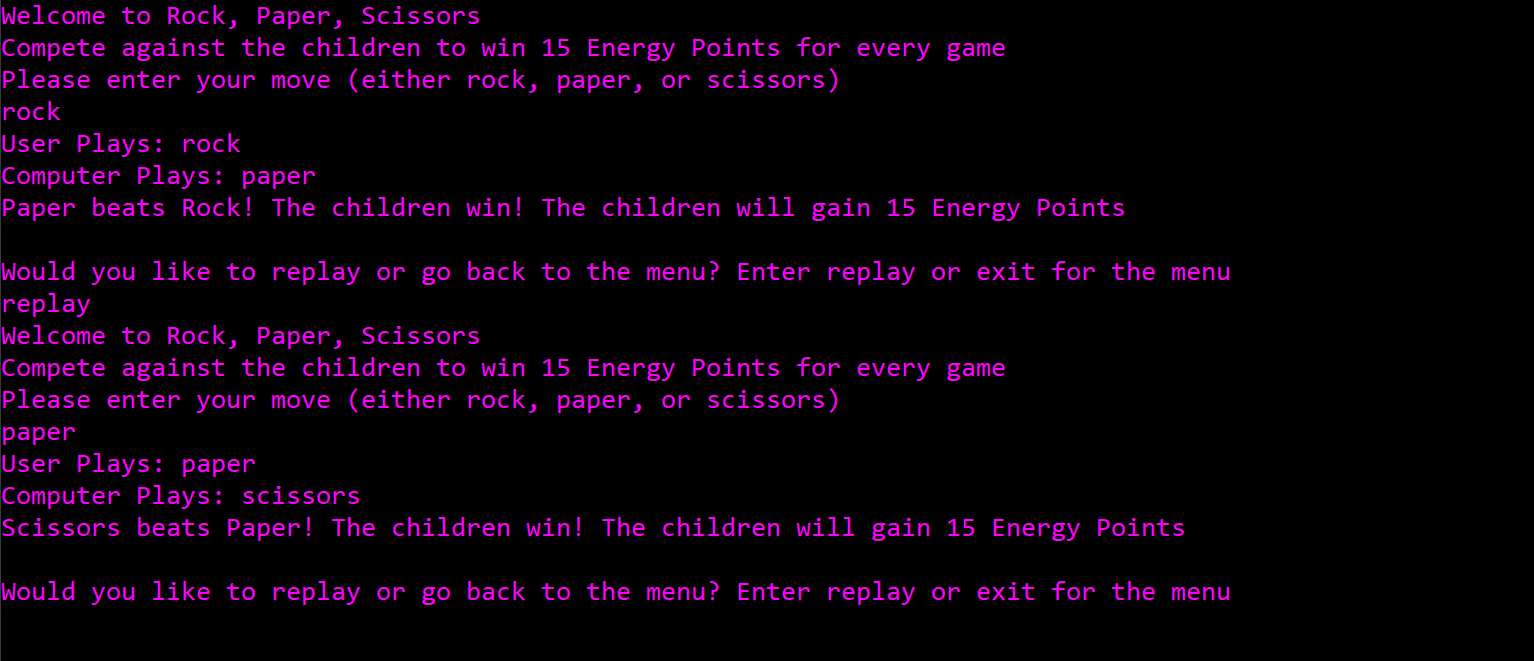 Welcome to Rock, Paper, Scissors
Compete against the children to win 15 Energy Points for every game
Please enter your move (either rock, paper, or scissors)
rock
User Plays: rock
Computer Plays: paper
Paper beats Rock! The children win! The children will gain 15 Energy Points
Would you like to replay or go back to the menu? Enter replay or exit for the menu
replay
Welcome to Rock, Paper, Scissors
Compete against the children to win 15 Energy Points for every game
Please enter your move (either rock, paper, or scissors)
paper
User Plays: paper
Computer Plays: scissors
Scissors beats Paper! The children win! The children will gain 15 Energy Points
Would you like to replay or go back to the menu? Enter replay or exit for the menu